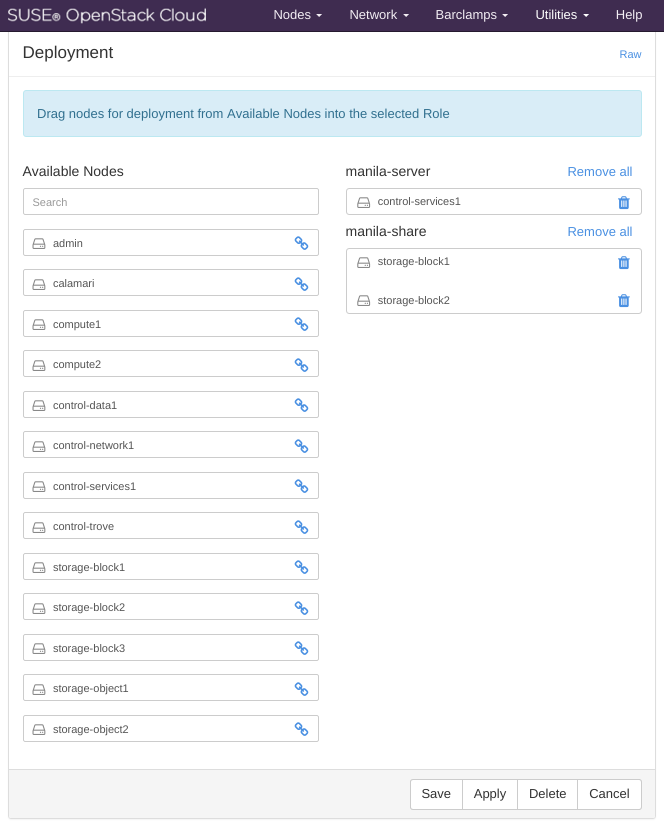 SUSE® OpenStack Cloud Nodes Network Barclamps Utilities Help
Deployment Raw
Drag nodes for deployment from Available Nodes into the selected Role
Available Nodes
Search
admin
calamari
compute1
compute2
control-data1
control-network1
control-services1
control-trove
storage-block1
storage-block2
storage-block3
storage-object1
storage-object2
manila-server Remove all
control-services1
manila-share Remove all
storage-block1
storage-block2
Save Apply Delete Cancel